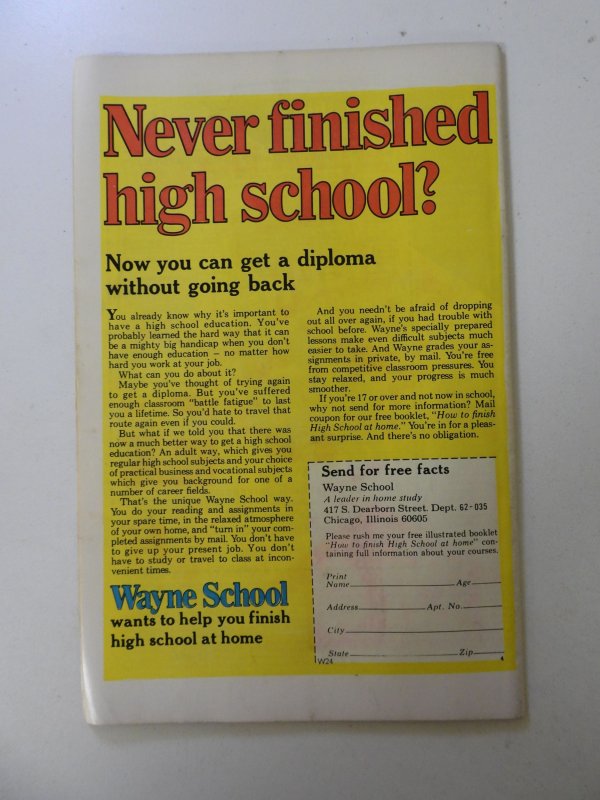 Never finished
high school?
Now you can get a diploma
without going back
You already know why it's important to
have a high school education. You've
probably learned the hard way that it can
be a mighty big handicap when you don't
have enough education – no matter how
hard you work at your job.
What can you do about it?
Maybe you've thought of trying again
to get a diploma. But you've suffered
enough classroom "battle fatigue" to last
you a lifetime. So you'd hate to travel that
route again even if you could.
But what if we told you that there was
now a much better way to get a high school
education? An adult way, which gives you
regular high school subjects and your choice
of practical business and vocational subjects
which give you background for one of a
number of career fields.
That's the unique Wayne School way.
You do your reading and assignments in
your spare time, in the relaxed atmosphere
of your own home, and "turn in" your com-
pleted assignments by mail. You don't have
to give up your present job. You don't
have to study or travel to class at incon-
venient times.
Wayne School
wants to help you finish
high school at home
And you needn't be afraid of dropping
out all over again, if you had trouble with
school before. Wayne's specially prepared
lessons make even difficult subjects much
easier to take. And Wayne grades your as-
signments in private, by mail. You're free
from competitive classroom pressures. You
stay relaxed, and your progress is much
smoother.
If you're 17 or over and not now in school,
why not send for more information? Mail
coupon for our free booklet, "How to finish
High School at home." You're in for a pleas-
ant surprise. And there's no obligation.
Send for free facts
Wayne School
A leader in home study
417 S. Dearborn Street, Dept. 62-035
Chicago, Illinois 60605
Please rush me your free illustrated booklet
"How to finish High School at home" con-
taining full information about your courses.
Print
Name Age
Address Apt. No.
City
State Zip
W24 4